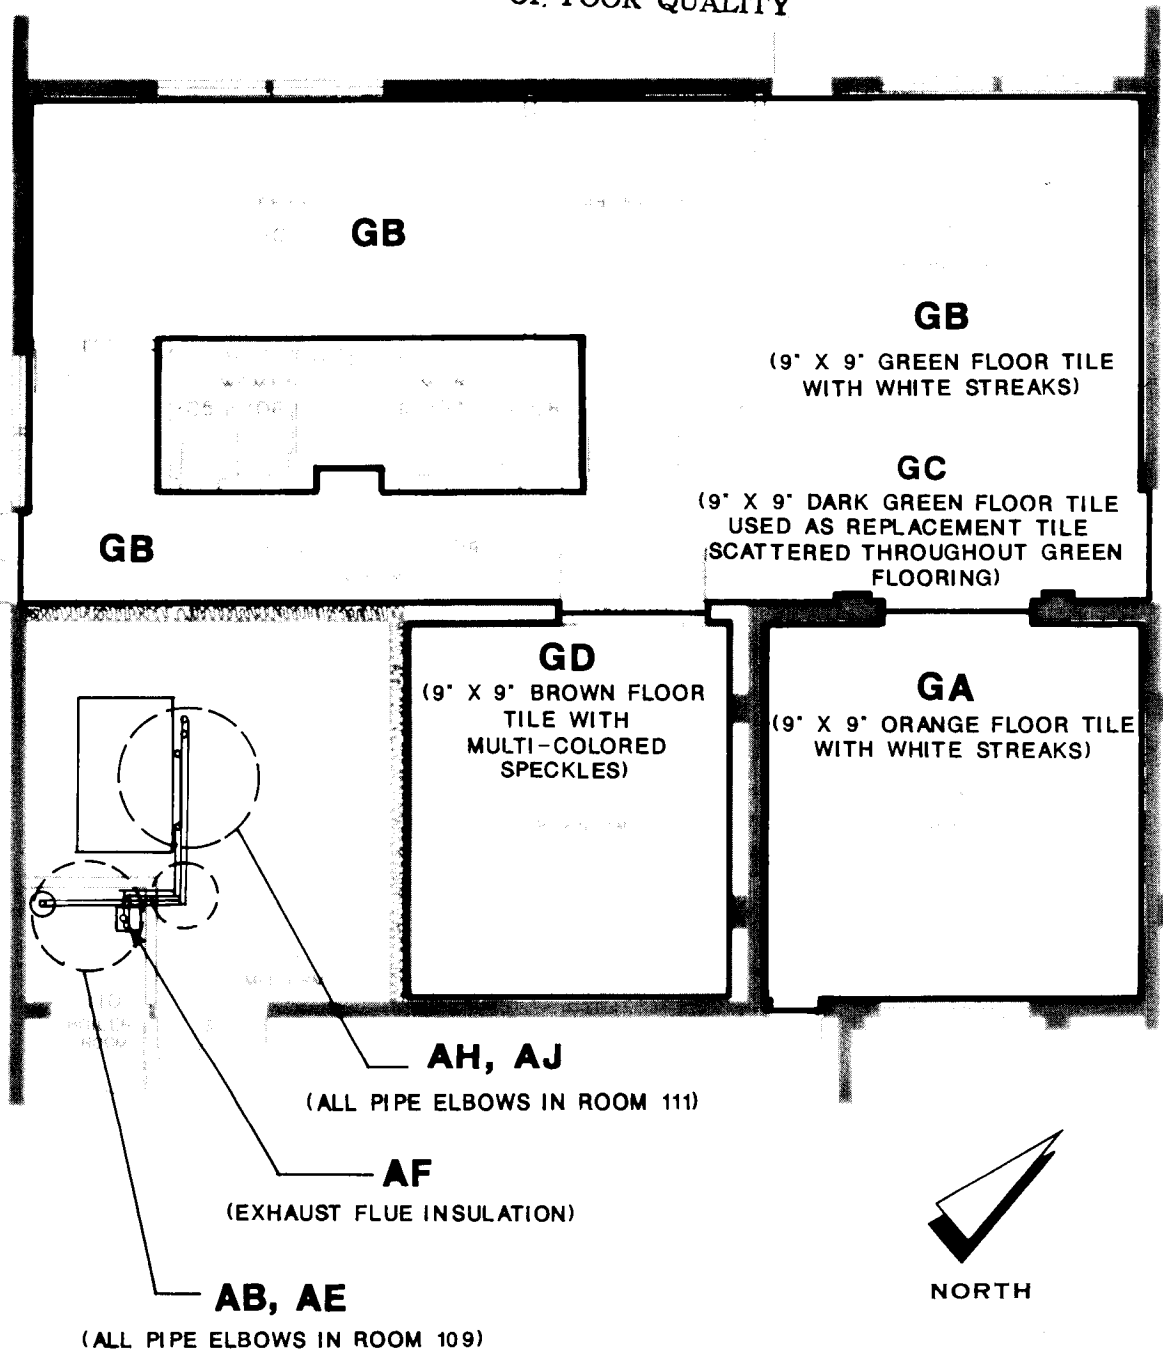 POOR QUALITY
GB
GB
(9" X 9" GREEN FLOOR TILE
WITH WHITE STREAKS)
GC
(9" X 9" DARK GREEN FLOOR TILE
USED AS REPLACEMENT TILE
SCATTERED THROUGHOUT GREEN
FLOORING)
GB
GD
(9" X 9" BROWN FLOOR
TILE WITH
MULTI-COLORED
SPECKLES)
GA
(9" X 9" ORANGE FLOOR TILE
WITH WHITE STREAKS)
AH, AJ
(ALL PIPE ELBOWS IN ROOM 111)
AF
(EXHAUST FLUE INSULATION)
AB, AE
(ALL PIPE ELBOWS IN ROOM 109)
NORTH